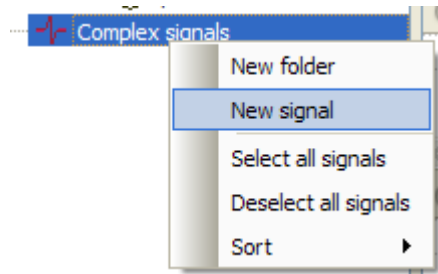 Complex signals
New folder
New signal
Select all signals
Deselect all signals
Sort